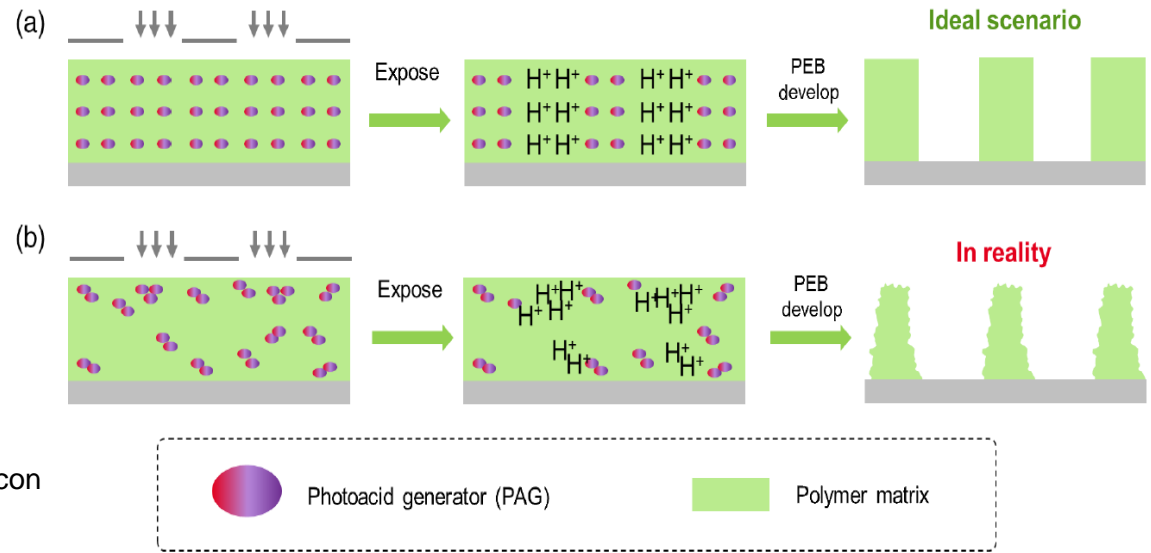 (a)
Ideal scenario
Expose
PEB
develop
H⁺H⁺ H⁺H⁺
H⁺H⁺ H⁺H⁺
H⁺H⁺ H⁺H⁺
(b)
In reality
Expose
PEB
develop
H⁺H⁺ H⁺H⁺H⁺
H⁺H⁺ H⁺
H⁺ H⁺
H⁺ H⁺
con
Photoacid generator (PAG)
Polymer matrix